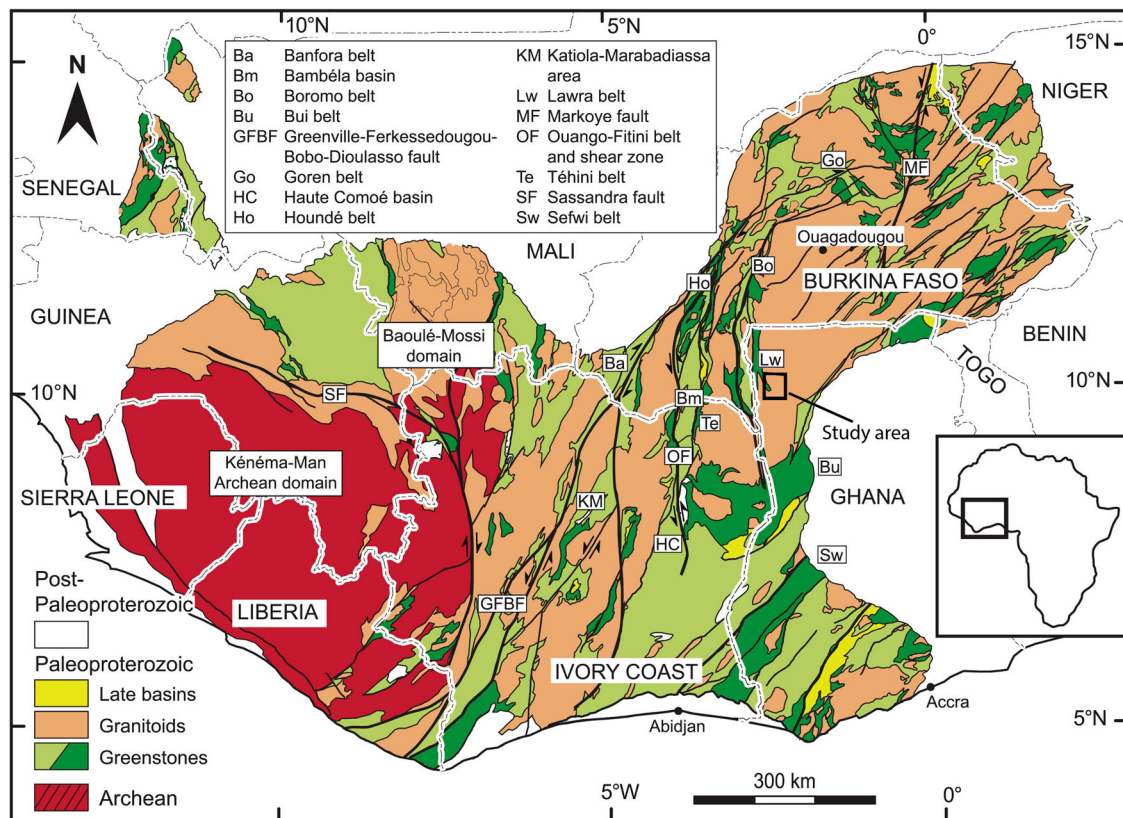 10°N
5°N
0°
15°N
N
Ba Banfora belt
Bm Bambéla basin
Bo Boromo belt
Bu Bui belt
GFBF Greenville-Ferkessedougou-
Bobo-Dioulasso fault
Go Goren belt
HC Haute Comoé basin
Ho Houndé belt
KM Katiola-Marabadiassa
area
Lw Lawra belt
MF Markoye fault
OF Ouango-Fitini belt
and shear zone
Te Téhini belt
SF Sassandra fault
Sw Sefwi belt
NIGER
SENEGAL
Go
MF
MALI
Ouagadougou
Bo
Ho
BURKINA FASO
GUINEA
BENIN
Baoulé-Mossi
domain
Ba
Lw
TOGO
10°N
SF
10°N
Bm
Te
Study area
OF
Bu
Kénéma-Man
Archean domain
SIERRA LEONE
KM
GHANA
HC
Sw
LIBERIA
GFBF
IVORY COAST
Accra
Abidjan
5°N
Post-
Paleoproterozoic
Paleoproterozoic
Late basins
Granitoids
Greenstones
Archean
300 km
5°W
0°